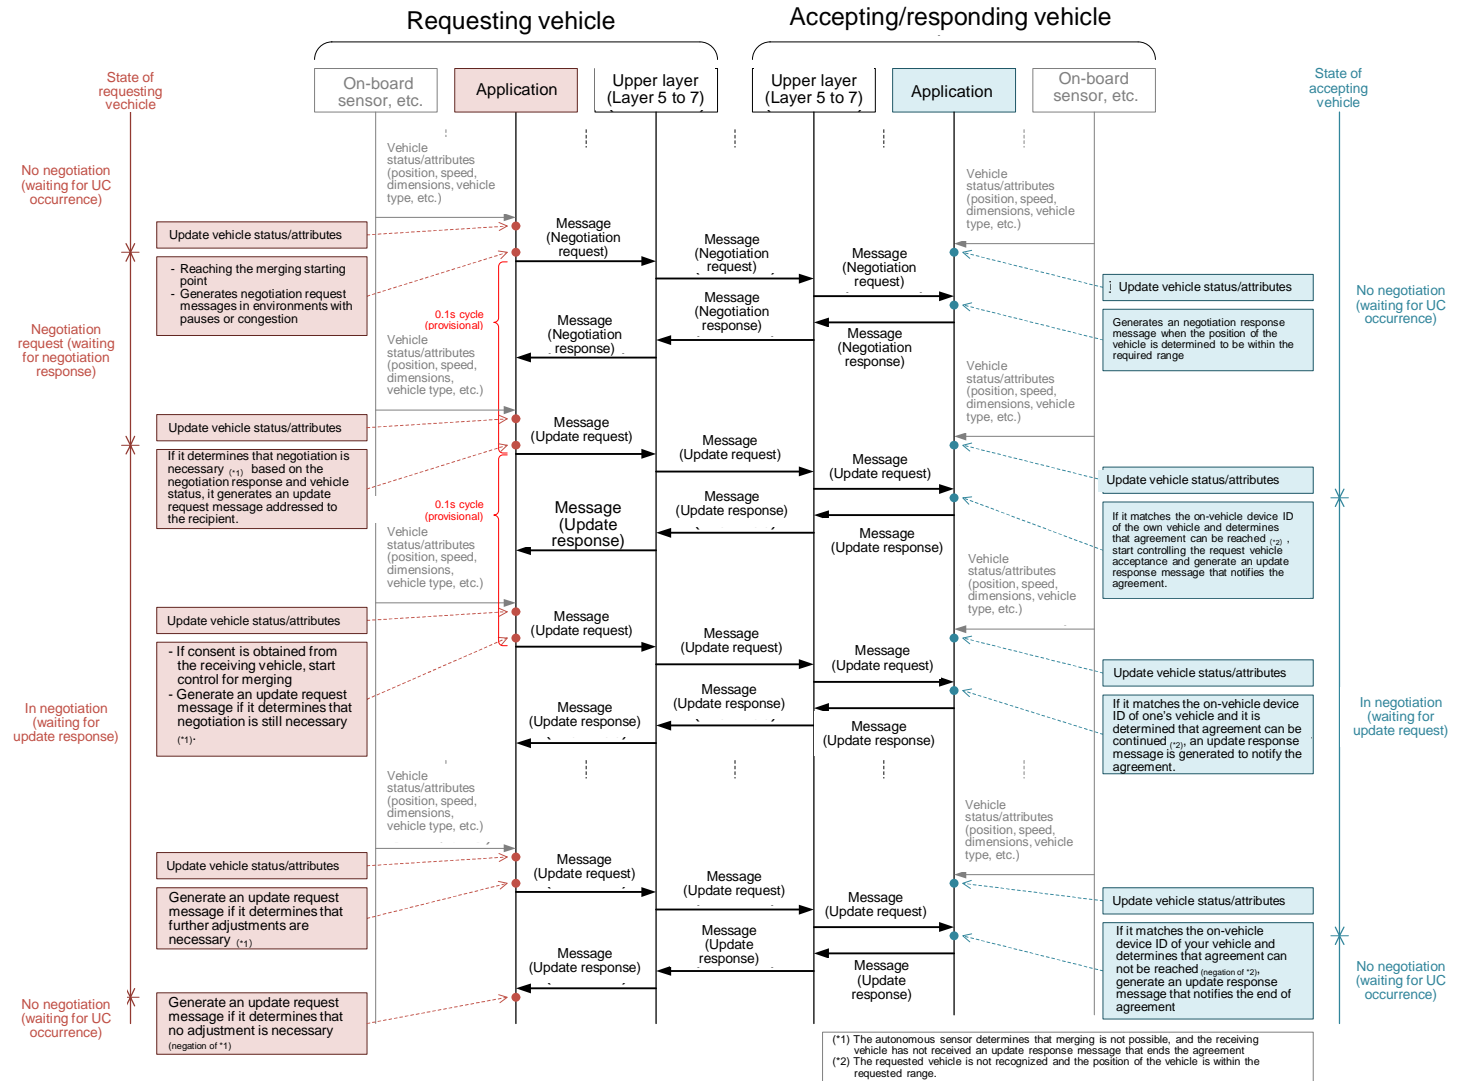 Requesting vehicle
Accepting/responding vehicle
State of
requesting
vechicle
On-board
sensor, etc.
Application
Upper layer
(Layer 5 to 7)
Upper layer
(Layer 5 to 7)
Application
On-board
sensor, etc.
State of
accepting
vehicle
No negotiation
(waiting for UC
occurrence)
Vehicle
status/attributes
(position, speed,
dimensions, vehicle
type, etc.)
Vehicle
status/attributes
(position, speed,
dimensions, vehicle
type, etc.)
Update vehicle status/attributes
Message
(Negotiation
request)
Message
(Negotiation
request)
Message
(Negotiation
request)
- Reaching the merging starting
point
- Generates negotiation request
messages in environments with
pauses or congestion
Update vehicle status/attributes
No negotiation
(waiting for UC
occurrence)
Negotiation
request (waiting
for negotiation
response)
0.1s cycle
(provisional)
Message
(Negotiation
response)
Message
(Negotiation
response)
Message
(Negotiation
response)
Generates an negotiation response
message when the position of the
vehicle is determined to be within the
required range
Vehicle
status/attributes
(position, speed,
dimensions,
vehicle type, etc.)
Vehicle
status/attributes
(position, speed,
dimensions, vehicle
type, etc.)
Update vehicle status/attributes
Message
(Update request)
Message
(Update request)
Message
(Update request)
If it determines that negotiation is
necessary (*1) based on the
negotiation response and vehicle
status, it generates an update
request message addressed to
the recipient.
Update vehicle status/attributes
0.1s cycle
(provisional)
Message
(Update
response)
Message
(Update response)
Message
(Update response)
If it matches the on-vehicle device ID
of the own vehicle and determines
that agreement can be reached (*2) ,
start controlling the request vehicle
acceptance and generate an update
response message that notifies the
agreement.
Vehicle
status/attributes
(position, speed,
dimensions,
vehicle type, etc.)
Vehicle
status/attributes
(position, speed,
dimensions, vehicle
type, etc.)
Update vehicle status/attributes
Message
(Update request)
Message
(Update request)
Message
(Update request)
- If consent is obtained from
the receiving vehicle, start
control for merging
- Generate an update request
message if it determines that
negotiation is still necessary
(*1).
Update vehicle status/attributes
In negotiation
(waiting for
update response)
Message
(Update response)
Message
(Update response)
Message
(Update response)
If it matches the on-vehicle device
ID of one's vehicle and it is
determined that agreement can be
continued (*2), an update response
message is generated to notify the
agreement.
In negotiation
(waiting for
update request)
Vehicle
status/attributes
(position, speed,
dimensions,
vehicle type, etc.)
Vehicle
status/attributes
(position, speed,
dimensions, vehicle
type, etc.)
Update vehicle status/attributes
Message
(Update request)
Message
(Update request)
Message
(Update request)
Generate an update request
message if it determines that
further adjustments are
necessary (*1)
Update vehicle status/attributes
Message
(Update response)
Message
(Update
response)
Message
(Update
response)
If it matches the on-vehicle
device ID of your vehicle and
determines that agreement can
not be reached (negation of *2),
generate an update response
message that notifies the end of
agreement
No negotiation
(waiting for UC
occurrence)
No negotiation
(waiting for UC
occurrence)
Generate an update request
message if it determines that
no adjustment is necessary
(negation of *1)
(*1) The autonomous sensor determines that merging is not possible, and the receiving
vehicle has not received an update response message that ends the agreement
(*2) The requested vehicle is not recognized and the position of the vehicle is within the
requested range.